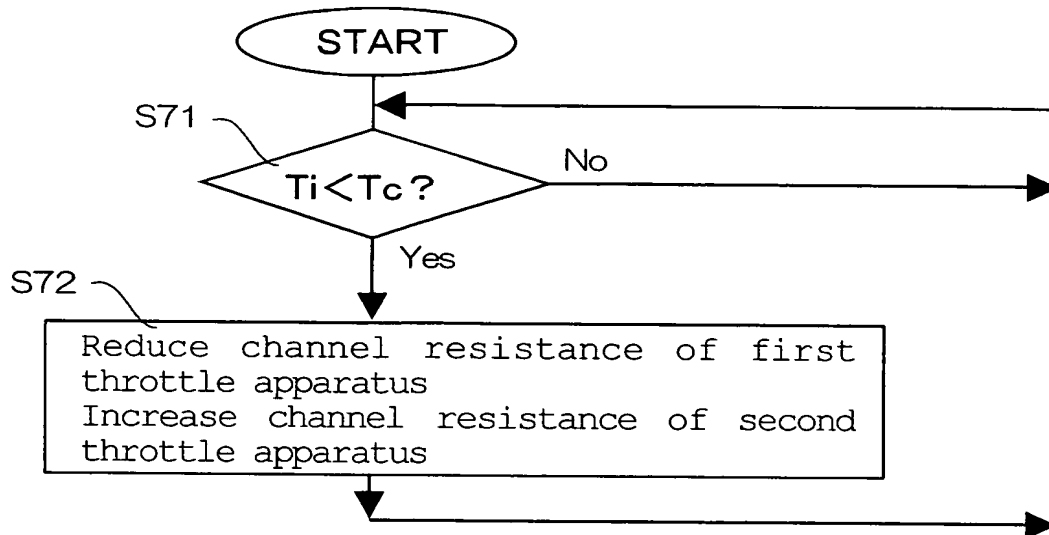 START
S71
Ti<Tc?
No
Yes
S72
Reduce channel resistance of first
throttle apparatus
Increase channel resistance of second
throttle apparatus